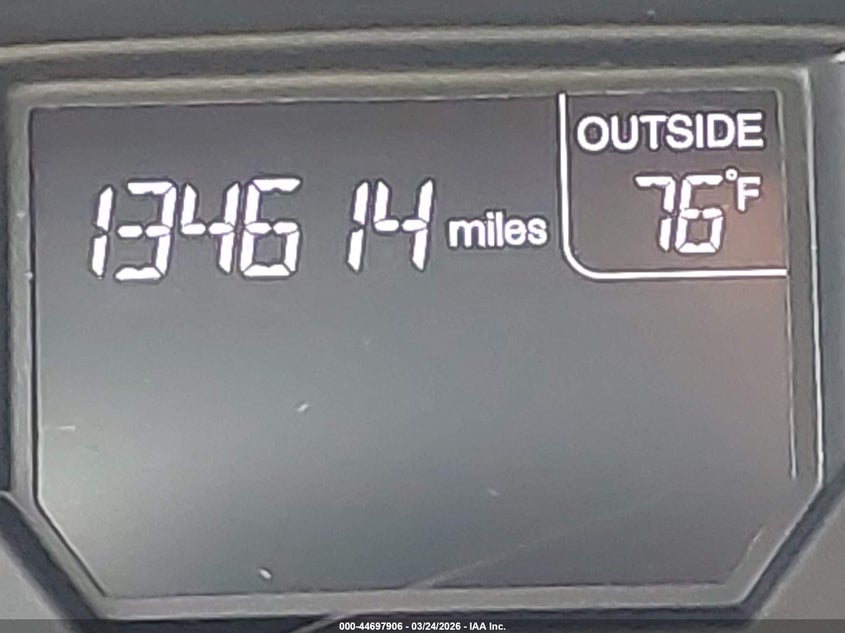 134614 miles
OUTSIDE
76°F
000-44697906 - 03/24/2026 - IAA Inc.